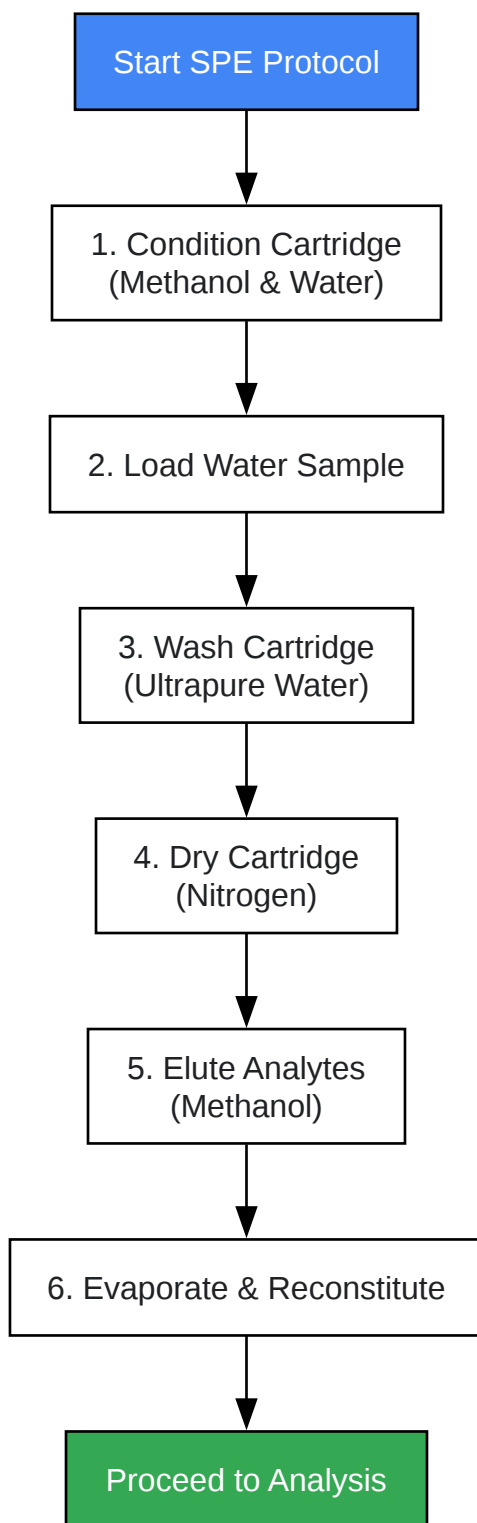 Start SPE Protocol
1. Condition Cartridge
(Methanol & Water)
2. Load Water Sample
3. Wash Cartridge
(Ultrapure Water)
4. Dry Cartridge
(Nitrogen)
5. Elute Analytes
(Methanol)
6. Evaporate & Reconstitute
Proceed to Analysis